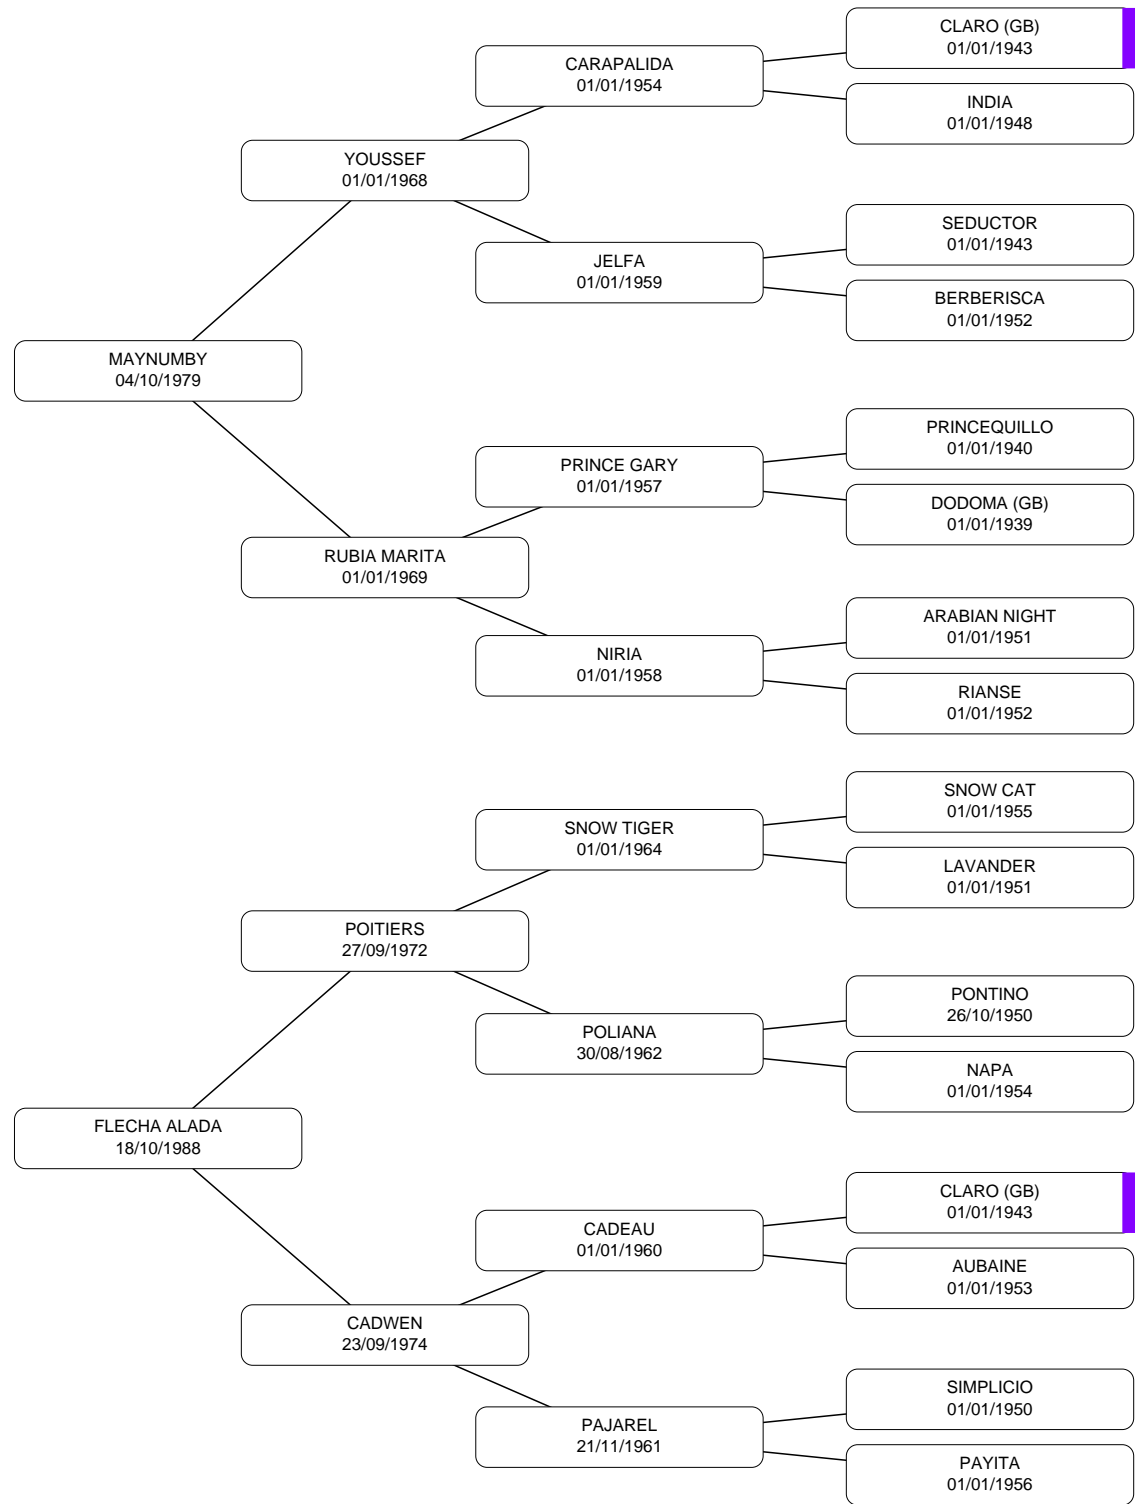 CLARO (GB)
01/01/1943
CARAPALIDA
01/01/1954
INDIA
01/01/1948
YOUSSEF
01/01/1968
SEDUCTOR
01/01/1943
JELFA
01/01/1959
BERBERISCA
01/01/1952
MAYNUMBY
04/10/1979
PRINCEQUILLO
01/01/1940
PRINCE GARY
01/01/1957
DODOMA (GB)
01/01/1939
RUBIA MARITA
01/01/1969
ARABIAN NIGHT
01/01/1951
NIRIA
01/01/1958
RIANSE
01/01/1952
SNOW CAT
01/01/1955
SNOW TIGER
01/01/1964
LAVANDER
01/01/1951
POITIERS
27/09/1972
PONTINO
26/10/1950
POLIANA
30/08/1962
NAPA
01/01/1954
FLECHA ALADA
18/10/1988
CLARO (GB)
01/01/1943
CADEAU
01/01/1960
AUBAINE
01/01/1953
CADWEN
23/09/1974
SIMPLICIO
01/01/1950
PAJAREL
21/11/1961
PAYITA
01/01/1956